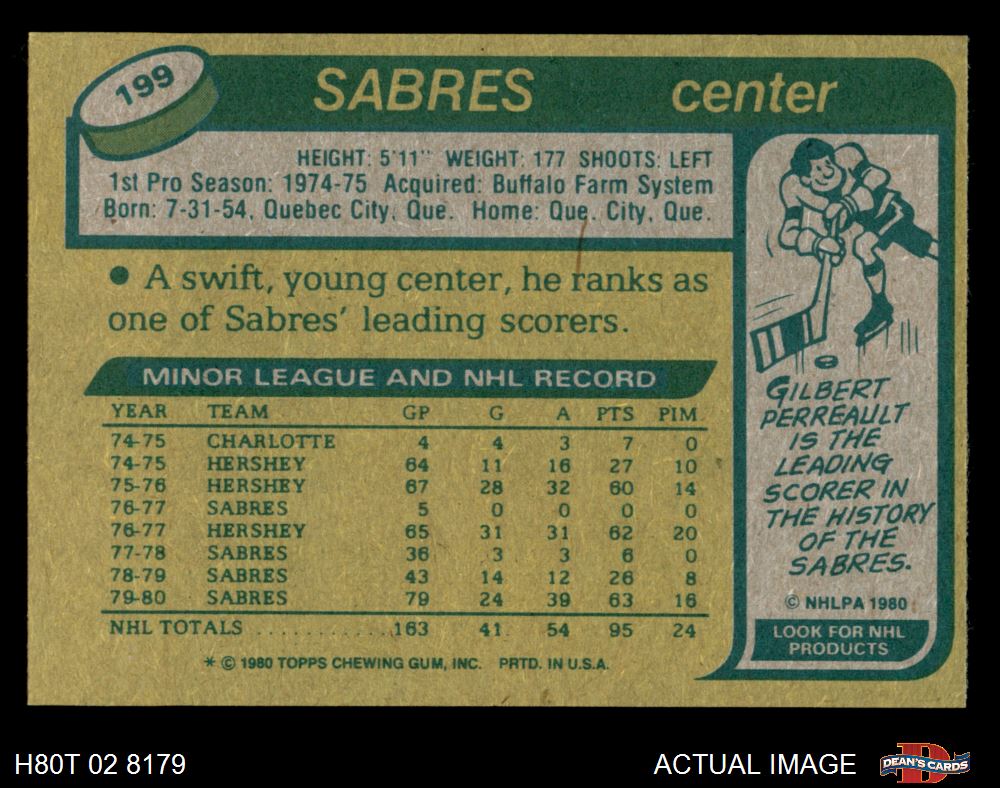 199
SABRES center
HEIGHT: 5'11" WEIGHT: 177 SHOOTS: LEFT
1st Pro Season: 1974-75 Acquired: Buffalo Farm System
Born: 7-31-54, Quebec City, Que. Home: Que. City, Que.
● A swift, young center, he ranks as
one of Sabres' leading scorers.
MINOR LEAGUE AND NHL RECORD
YEAR TEAM GP G A PTS PIM
74-75 CHARLOTTE 4 4 3 7 0
74-75 HERSHEY 64 11 16 27 10
75-76 HERSHEY 67 28 32 60 14
76-77 SABRES 5 0 0 0 0
76-77 HERSHEY 65 31 31 62 20
77-78 SABRES 36 3 3 6 0
78-79 SABRES 43 14 12 26 8
79-80 SABRES 79 24 39 63 16
NHL TOTALS ............163 41 54 95 24
* © 1980 TOPPS CHEWING GUM, INC. PRTD. IN U.S.A.
GILBERT
PERREAULT
IS THE
LEADING
SCORER IN
THE HISTORY
OF THE
SABRES.
© NHLPA 1980
LOOK FOR NHL
PRODUCTS
H80T 02 8179
ACTUAL IMAGE
D
DEAN'S CARDS